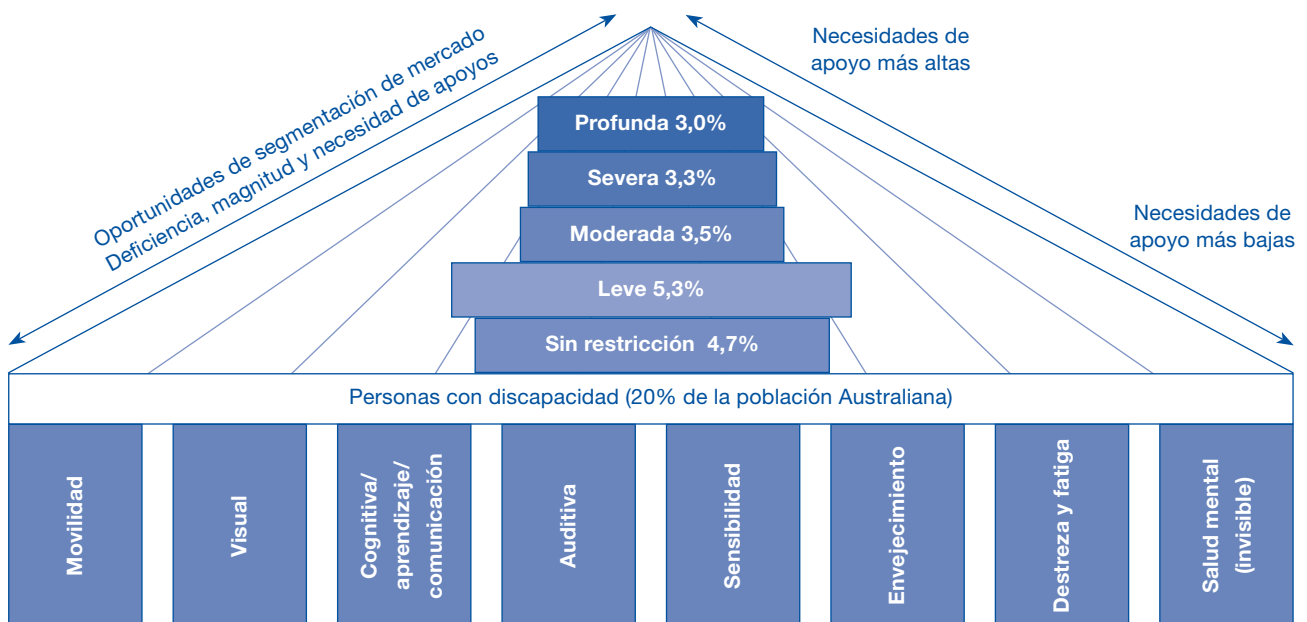 Oportunidades de segmentación de mercado
Deficiencia, magnitud y necesidad de apoyos
Necesidades de
apoyo más altas
Profunda 3,0%
Severa 3,3%
Moderada 3,5%
Leve 5,3%
Sin restricción 4,7%
Necesidades de
apoyo más bajas
Personas con discapacidad (20% de la población Australiana)
Movilidad
Visual
Cognitiva/
aprendizaje/
comunicación
Auditiva
Sensibilidad
Envejecimiento
Destreza y fatiga
Salud mental
(invisible)